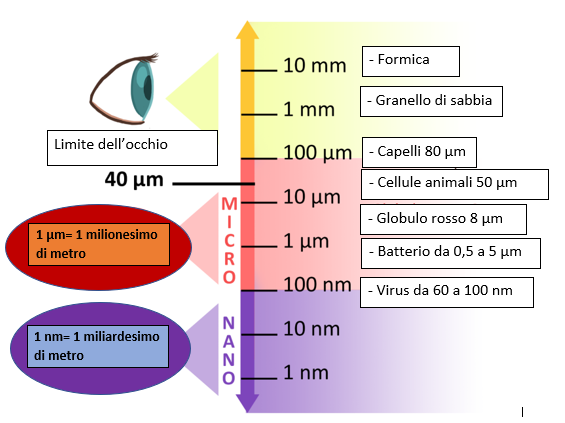 10 mm
- Formica
1 mm
- Granello di sabbia
Limite dell'occhio
100 µm
- Capelli 80 µm
40 µm
- Cellule animali 50 µm
MICRO
10 µm
- Globulo rosso 8 µm
1 µm= 1 milionesimo
di metro
1 µm
- Batterio da 0,5 a 5 µm
100 nm
- Virus da 60 a 100 nm
NANO
10 nm
1 nm= 1 miliardesimo
di metro
1 nm